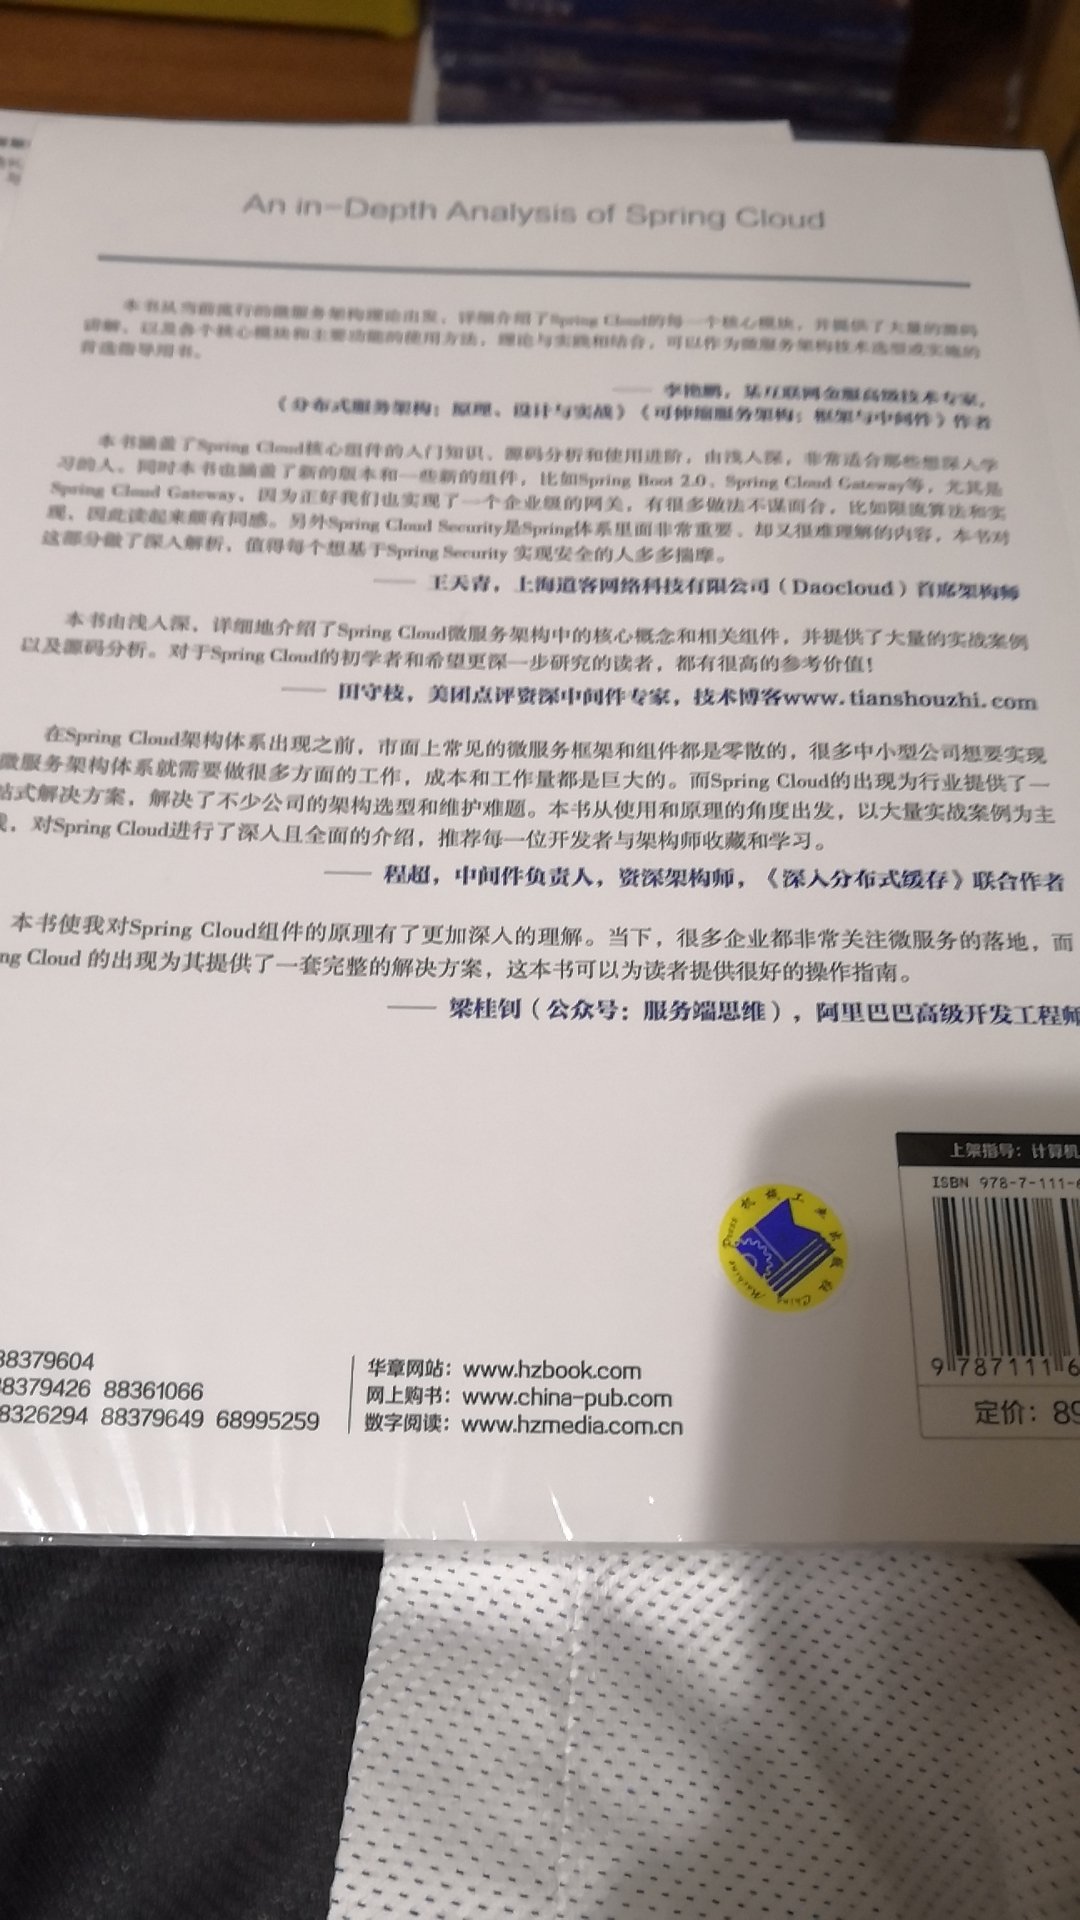 An in-Depth Analysis of Spring Cloud
本书从当前流行的微服务架构理论出发，详细介绍了Spring Cloud的每一个核心模块，并提供了大量的源码
讲解，以及各个核心模块和主要功能的使用方法，理论与实践相结合，可以作为微服务架构技术选型或实施的
首选指导用书。
—— 李艳鹏，某互联网金服高级技术专家，
《分布式服务架构：原理、设计与实战》《可伸缩服务架构：框架与中间件》作者
本书涵盖了Spring Cloud核心组件的入门知识、源码分析和使用进阶，由浅入深，非常适合那些想深入学
习的人。同时本书也涵盖了新的版本和一些新的组件，比如Spring Boot 2.0、Spring Cloud Gateway等，尤其是
Spring Cloud Gateway，因为正好我们也实现了一个企业级的网关，有很多做法不谋而合，比如限流算法和实
现，因此读起来颇有同感。另外Spring Cloud Security是Spring体系里面非常重要、却又很难理解的内容，本书对
这部分做了深入解析，值得每个想基于Spring Security 实现安全的人多多揣摩。
—— 王天青，上海道客网络科技有限公司（Daocloud）首席架构师
本书由浅入深，详细地介绍了Spring Cloud微服务架构中的核心概念和相关组件，并提供了大量的实战案例
以及源码分析。对于Spring Cloud的初学者和希望更深一步研究的读者，都有很高的参考价值！
—— 田守枝，美团点评资深中间件专家，技术博客www.tianshouzhi.com
在Spring Cloud架构体系出现之前，市面上常见的微服务框架和组件都是零散的，很多中小型公司想要实现
微服务架构体系就需要做很多方面的工作，成本和工作量都是巨大的。而Spring Cloud的出现为行业提供了一
站式解决方案，解决了不少公司的架构选型和维护难题。本书从使用和原理的角度出发，以大量实战案例为主
，对Spring Cloud进行了深入且全面的介绍，推荐每一位开发者与架构师收藏和学习。
—— 程超，中间件负责人，资深架构师，《深入分布式缓存》联合作者
本书使我对Spring Cloud组件的原理有了更加深入的理解。当下，很多企业都非常关注微服务的落地，而
ng Cloud 的出现为其提供了一套完整的解决方案，这本书可以为读者提供很好的操作指南。
—— 梁桂钊（公众号：服务端思维），阿里巴巴高级开发工程师
上架指导：计算机
ISBN 978-7-111-6
9 787111 6
定价：89
机械工业出版社
China Machine Press
88379604
88379426 88361066
8326294 88379649 68995259
华章网站：www.hzbook.com
网上购书：www.china-pub.com
数字阅读：www.hzmedia.com.cn